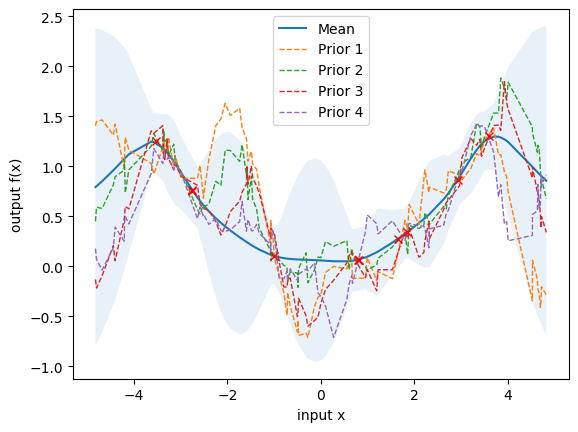 2.5
2.0
1.5
1.0
0.5
0.0
−0.5
−1.0
output f(x)
Mean
Prior 1
Prior 2
Prior 3
Prior 4
−4 −2 0 2 4
input x